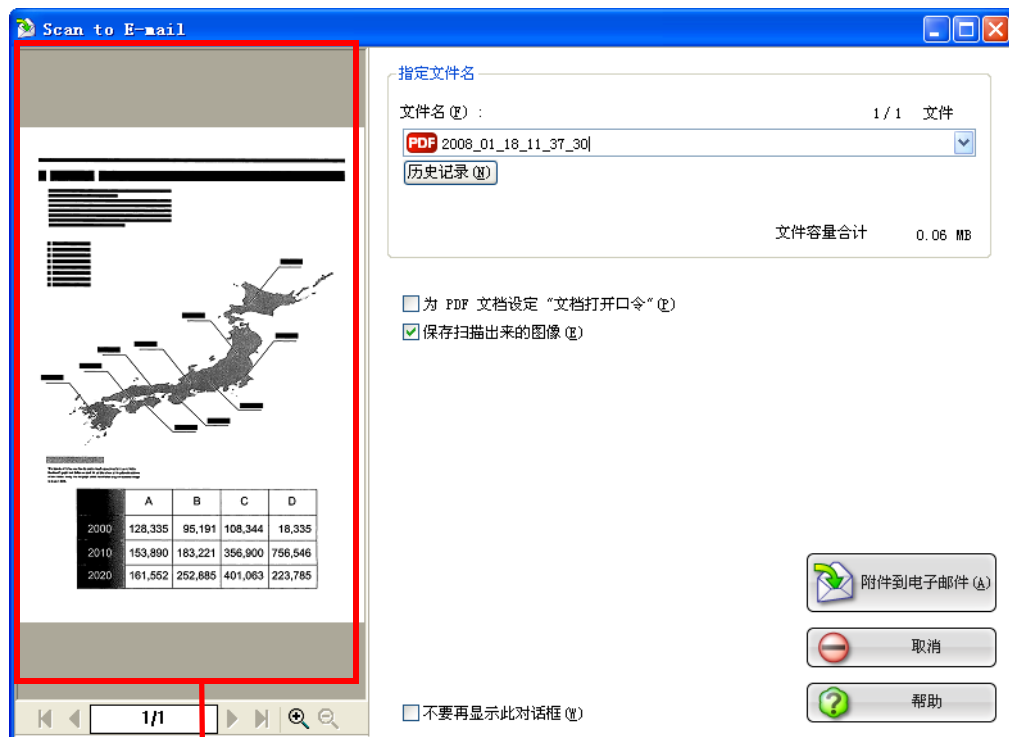 Scan to E-mail
指定文件名
文件名(F) : 1/1 文件
PDF 2008_01_18_11_37_30
历史记录(N)
文件容量合计 0.06 MB
为 PDF 文档设定 “文档打开口令”(P)
保存扫描出来的图像(E)
A B C D
2000 128,335 95,191 108,344 18,335
2010 153,890 183,221 356,900 756,546
2020 161,552 252,885 401,063 223,785
附件到电子邮件(A)
取消
帮助
1/1
不要再显示此对话框(W)